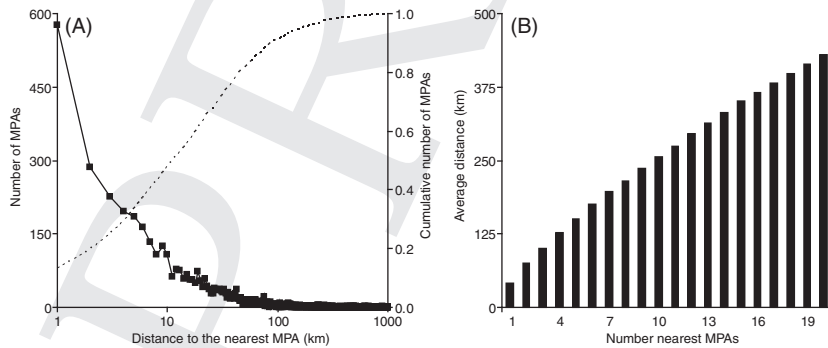 (A)
600
450
300
150
0
Number of MPAs
1.0
0.8
0.6
0.4
0.2
0.0
Cumulative number of MPAs
1 10 100 1000
Distance to the nearest MPA (km)
(B)
500
375
250
125
0
Average distance (km)
1 4 7 10 13 16 19
Number nearest MPAs